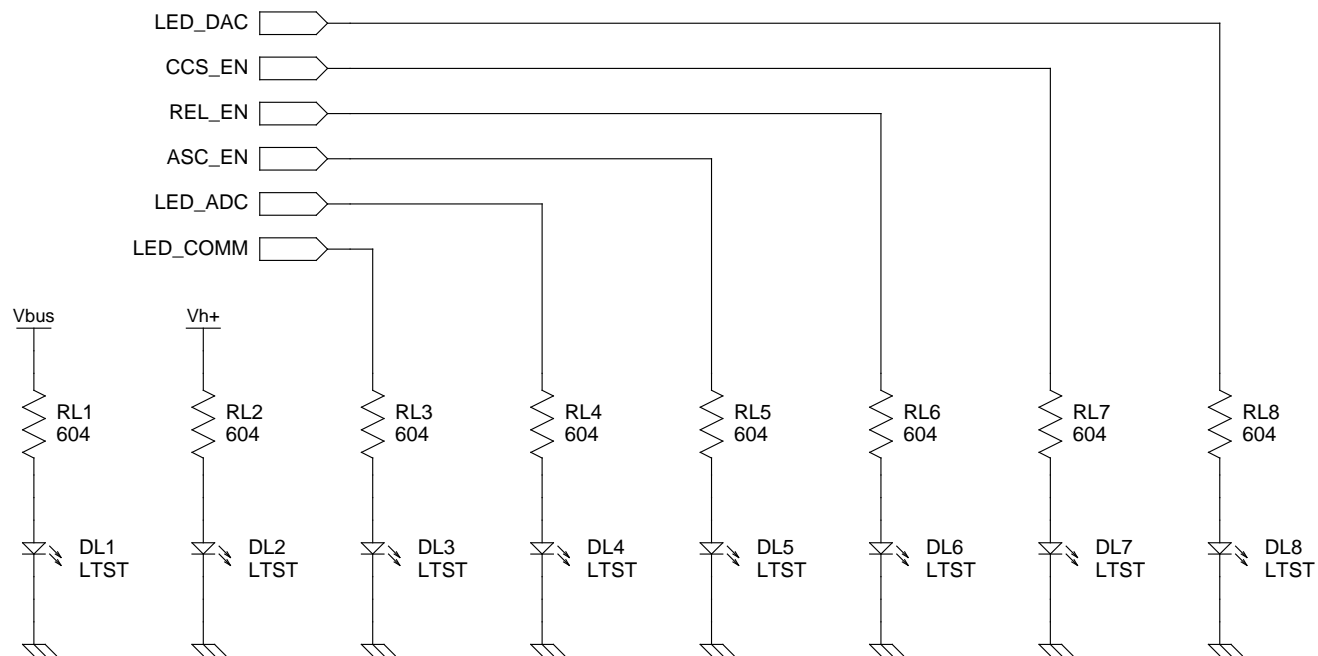 LED_DAC
CCS_EN
REL_EN
ASC_EN
LED_ADC
LED_COMM
Vbus Vh+
RL1 RL2 RL3 RL4 RL5 RL6 RL7 RL8
604 604 604 604 604 604 604 604
DL1 DL2 DL3 DL4 DL5 DL6 DL7 DL8
LTST LTST LTST LTST LTST LTST LTST LTST